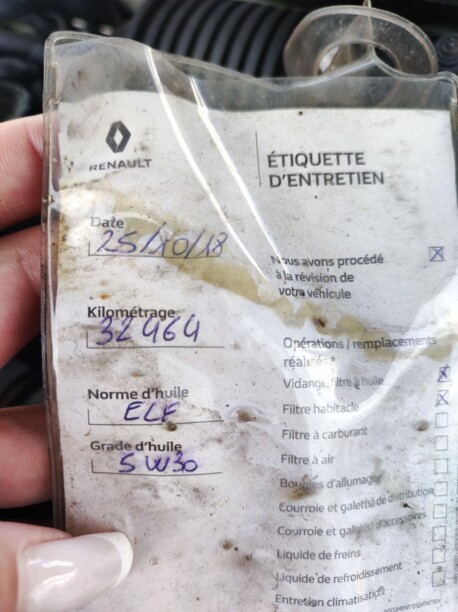 RENAULT
ÉTIQUETTE
D'ENTRETIEN
Date
25/10/18
Kilométrage
32464
Norme d'huile
ELF
Grade d'huile
5W30
Nous avons procédé
à la révision de
votre véhicule
Opérations / remplacements
réalisés
Vidange, filtre à huile
Filtre habitacle
Filtre à carburant
Filtre à air
Bougies d'allumage
Courroie et galet(s) de distribution
Courroie et galet(s) d'accessoires
Liquide de freins
Liquide de refroidissement
Entretien climatisation